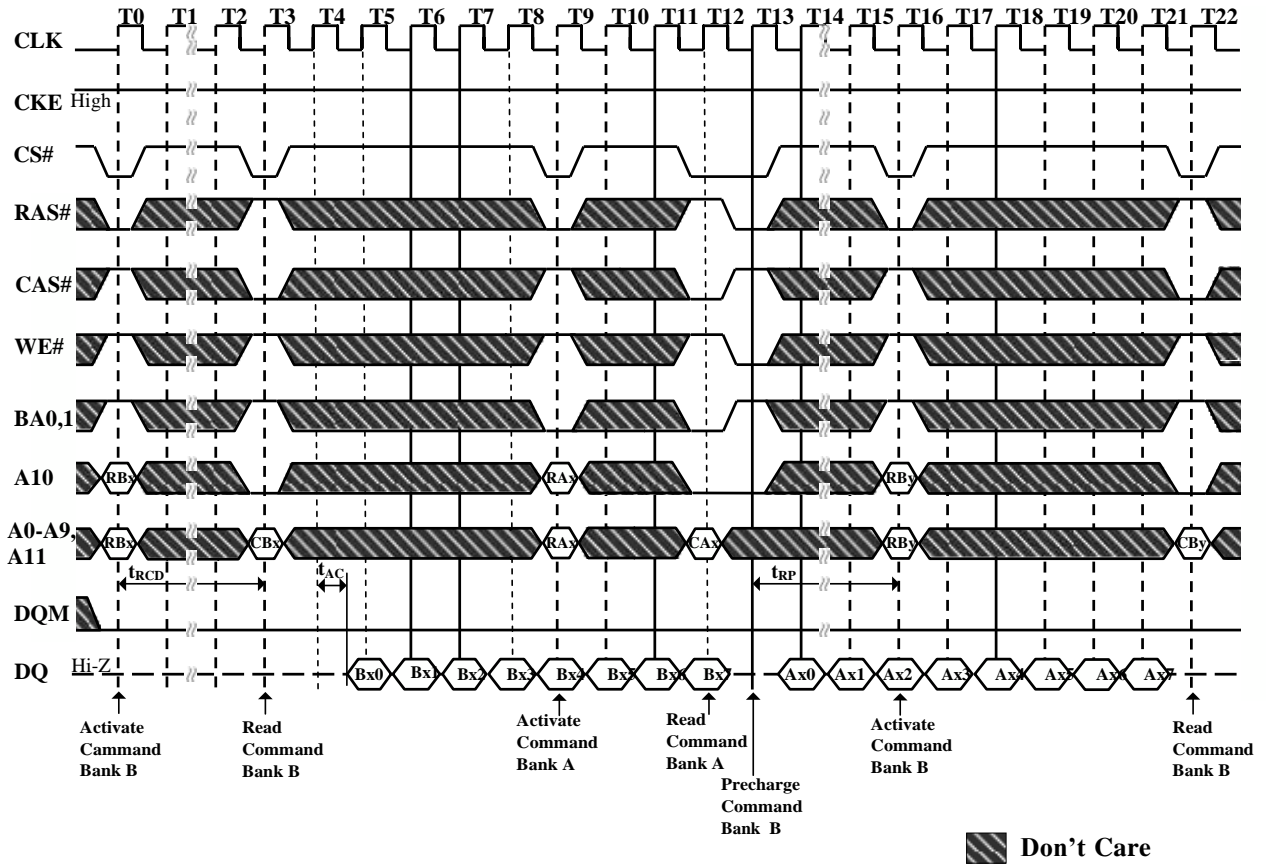 T0 T1 T2 T3 T4 T5 T6 T7 T8 T9 T10 T11 T12 T13 T14 T15 T16 T17 T18 T19 T20 T21 T22
CLK
CKE High
CS#
RAS#
CAS#
WE#
BA0,1
A10 RBx RAx RBy
A0-A9,
A11
RBx CBx RAx CAx RBy CBy
tRCD tAC tRP
DQM
DQ Hi-Z Bx0 Bx1 Bx2 Bx3 Bx4 Bx5 Bx6 Bx7 Ax0 Ax1 Ax2 Ax3 Ax4 Ax5 Ax6 Ax7
Activate
Cammand
Bank B
Read
Command
Bank B
Activate
Command
Bank A
Read
Command
Bank A
Precharge
Command
Bank B
Activate
Command
Bank B
Read
Command
Bank B
Don't Care